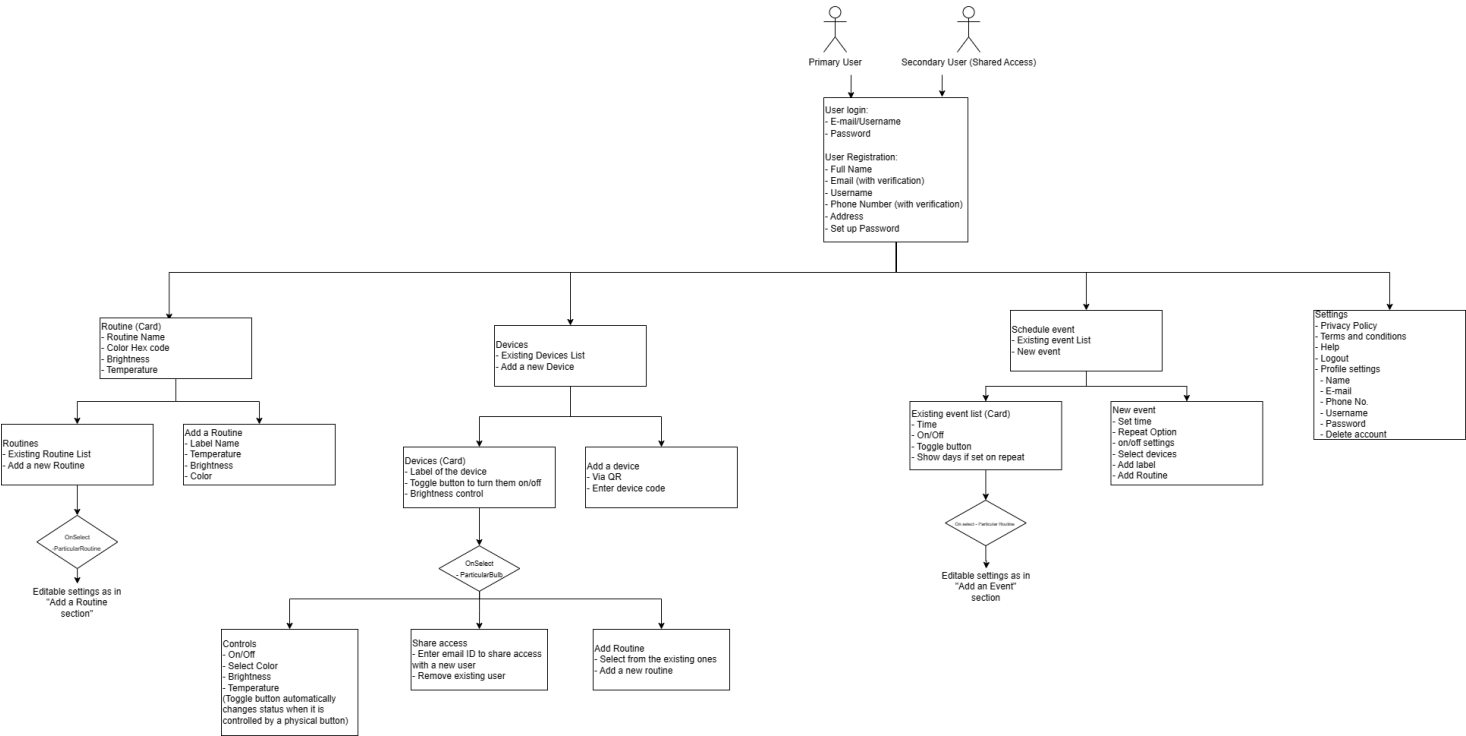 Primary User
Secondary User (Shared Access)
User login:
- E-mail/Username
- Password
User Registration:
- Full Name
- Email (with verification)
- Username
- Phone Number (with verification)
- Address
- Set up Password
Routine (Card)
- Routine Name
- Color Hex code
- Brightness
- Temperature
Devices
- Existing Devices List
- Add a new Device
Schedule event
- Existing event List
- New event
Settings
- Privacy Policy
- Terms and conditions
- Help
- Logout
- Profile settings
- Name
- E-mail
- Phone No.
- Username
- Password
- Delete account
Routines
- Existing Routine List
- Add a new Routine
Add a Routine
- Label Name
- Temperature
- Brightness
- Color
Devices (Card)
- Label of the device
- Toggle button to turn them on/off
- Brightness control
Add a device
- Via QR
- Enter device code
Existing event list (Card)
- Time
- On/Off
- Toggle button
- Show days if set on repeat
New event
- Set time
- Repeat Option
- on/off settings
- Select devices
- Add label
- Add Routine
OnSelect
-ParticularRoutine
Editable settings as in
"Add a Routine
section"
OnSelect
- ParticularBulb
On select - Particular Routine
Editable settings as in
"Add an Event"
section
Controls
- On/Off
- Select Color
- Brightness
- Temperature
(Toggle button automatically
changes status when it is
controlled by a physical button)
Share access
- Enter email ID to share access
with a new user
- Remove existing user
Add Routine
- Select from the existing ones
- Add a new routine